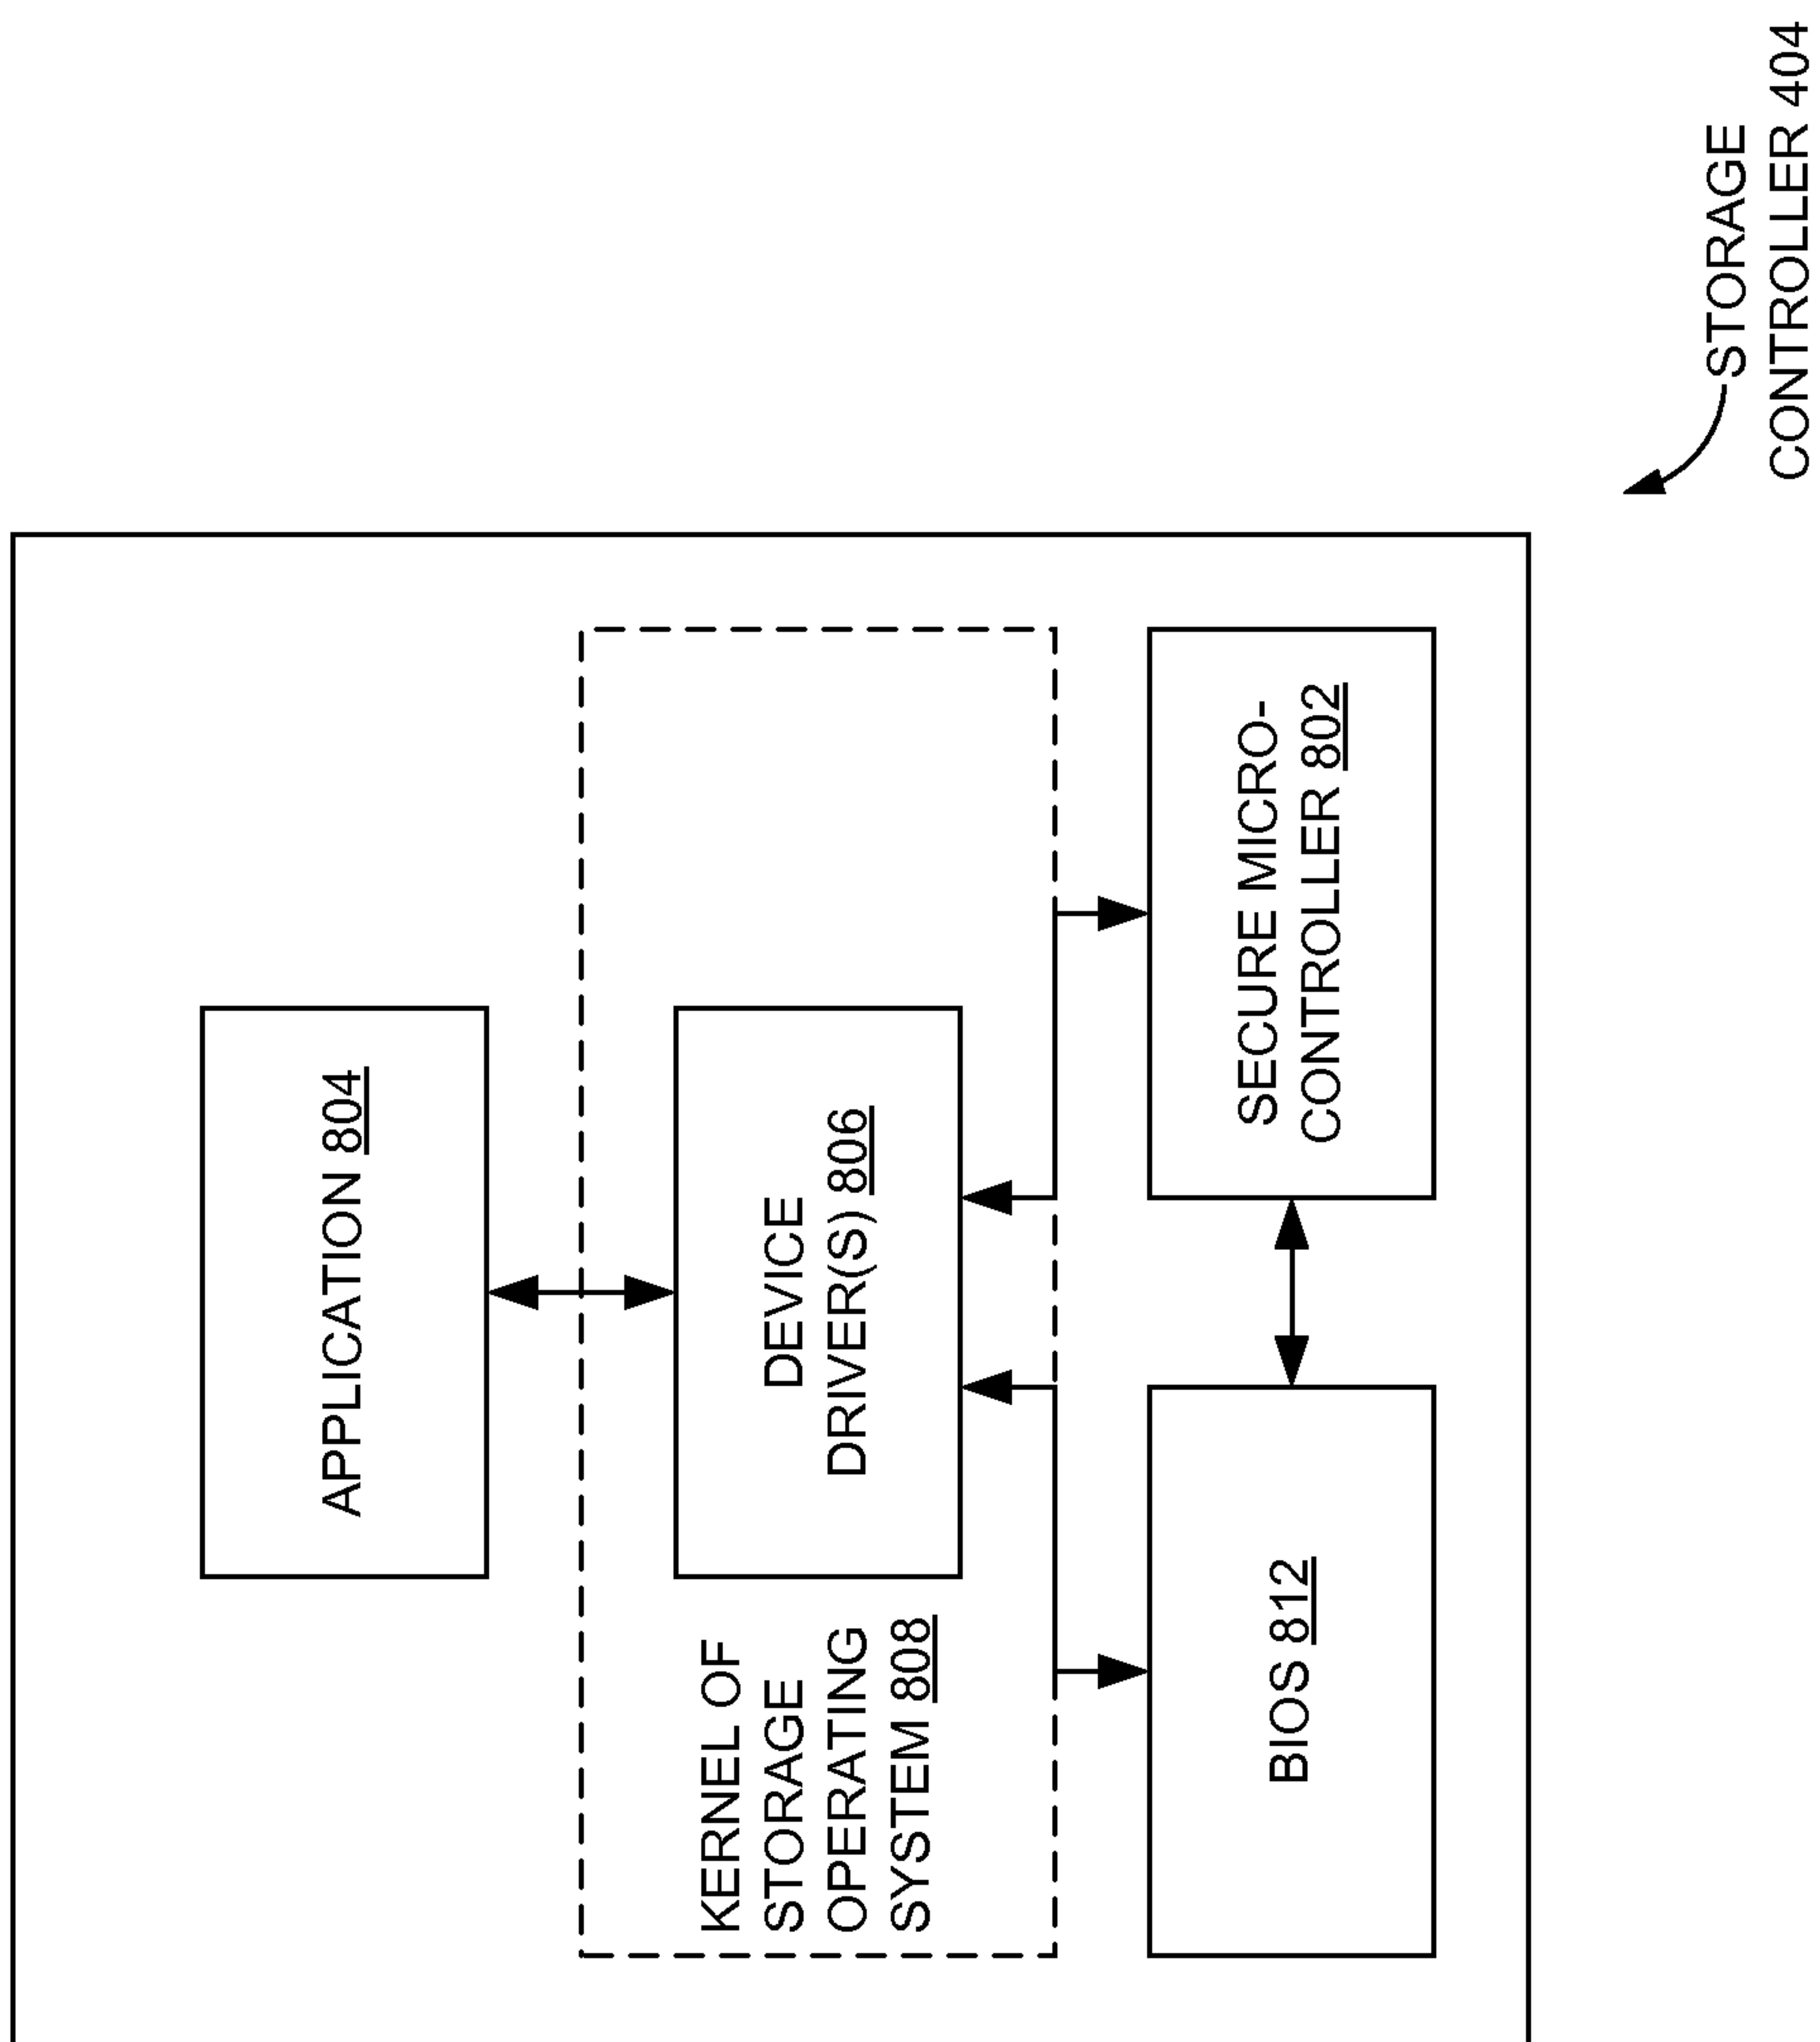 APPLICATION 804
KERNEL OF
STORAGE
OPERATING
SYSTEM 808
DEVICE
DRIVER(S) 806
BIOS 812
SECURE MICRO-
CONTROLLER 802
STORAGE
CONTROLLER 404